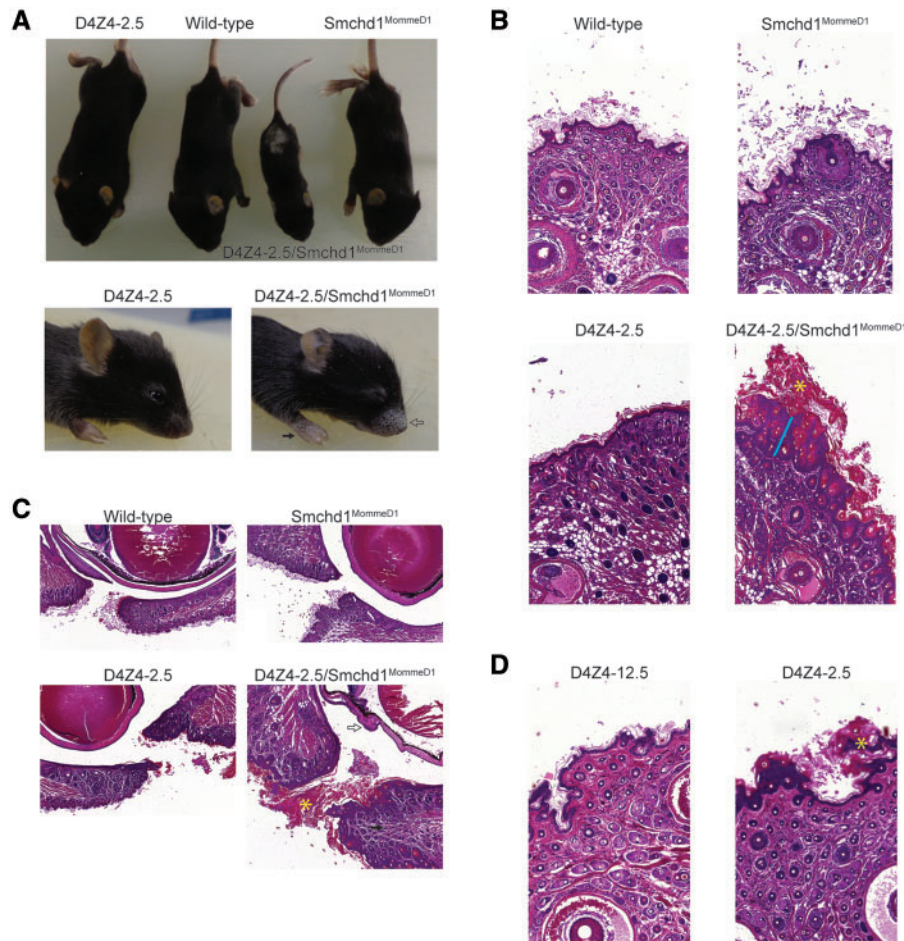 A
D4Z4-2.5 Wild-type Smchd1MommeD1
D4Z4-2.5/Smchd1MommeD1
D4Z4-2.5 D4Z4-2.5/Smchd1MommeD1
B
Wild-type Smchd1MommeD1
D4Z4-2.5 D4Z4-2.5/Smchd1MommeD1
*
C
Wild-type Smchd1MommeD1
D4Z4-2.5 D4Z4-2.5/Smchd1MommeD1
*
D
D4Z4-12.5 D4Z4-2.5
*